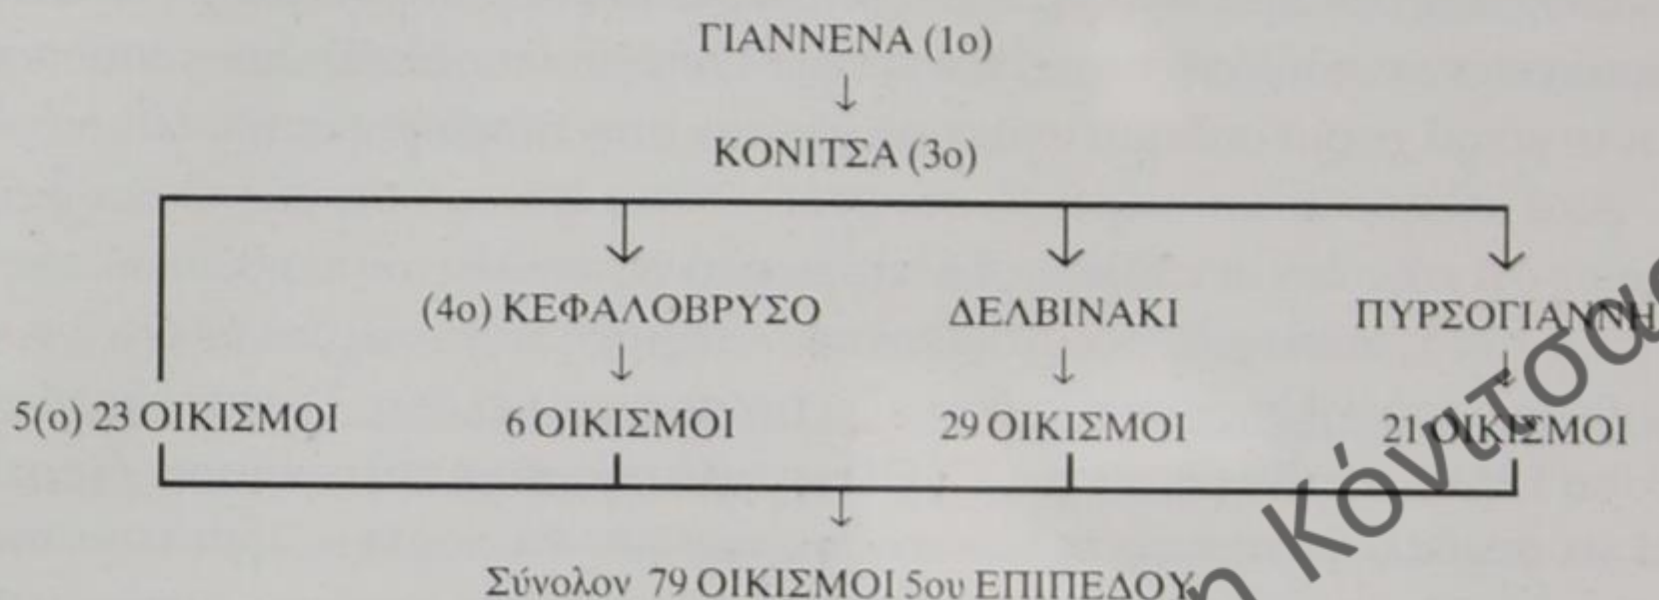 ΓΙΑΝΝΕΝΑ (1ο)
ΚΟΝΙΤΣΑ (3ο)
(4ο) ΚΕΦΑΛΟΒΡΥΣΟ ΔΕΛΒΙΝΑΚΙ ΠΥΡΣΟΓΙΑΝΝΗ
5(ο) 23 ΟΙΚΙΣΜΟΙ 6 ΟΙΚΙΣΜΟΙ 29 ΟΙΚΙΣΜΟΙ 21 ΟΙΚΙΣΜΟΙ
Σύνολον 79 ΟΙΚΙΣΜΟΙ 5ου ΕΠΙΠΕΔΟΥ
η Κόνιτσα